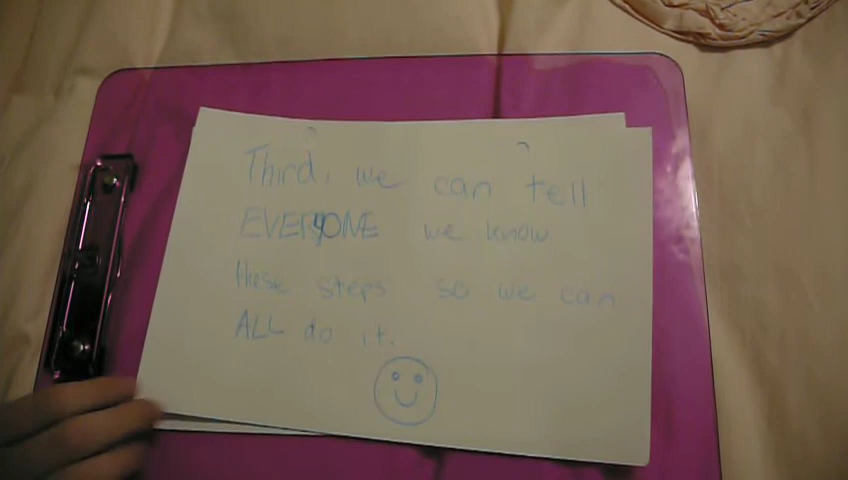 Third, we can tell
EVERYONE we know
these steps so we can
ALL do it.